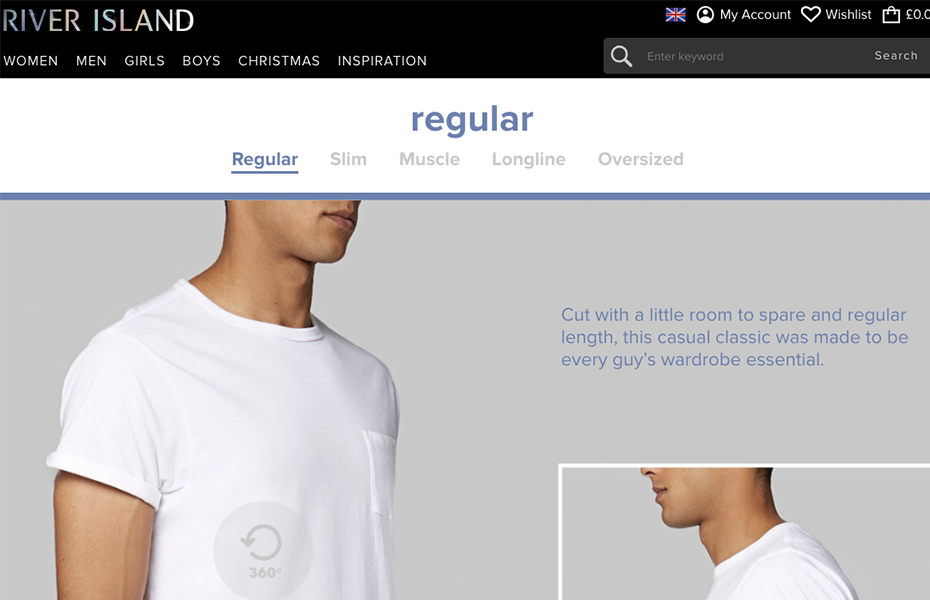 RIVER ISLAND
My Account Wishlist £0.0
WOMEN MEN GIRLS BOYS CHRISTMAS INSPIRATION
Enter keyword Search
regular
Regular Slim Muscle Longline Oversized
Cut with a little room to spare and regular
length, this casual classic was made to be
every guy's wardrobe essential.
360º